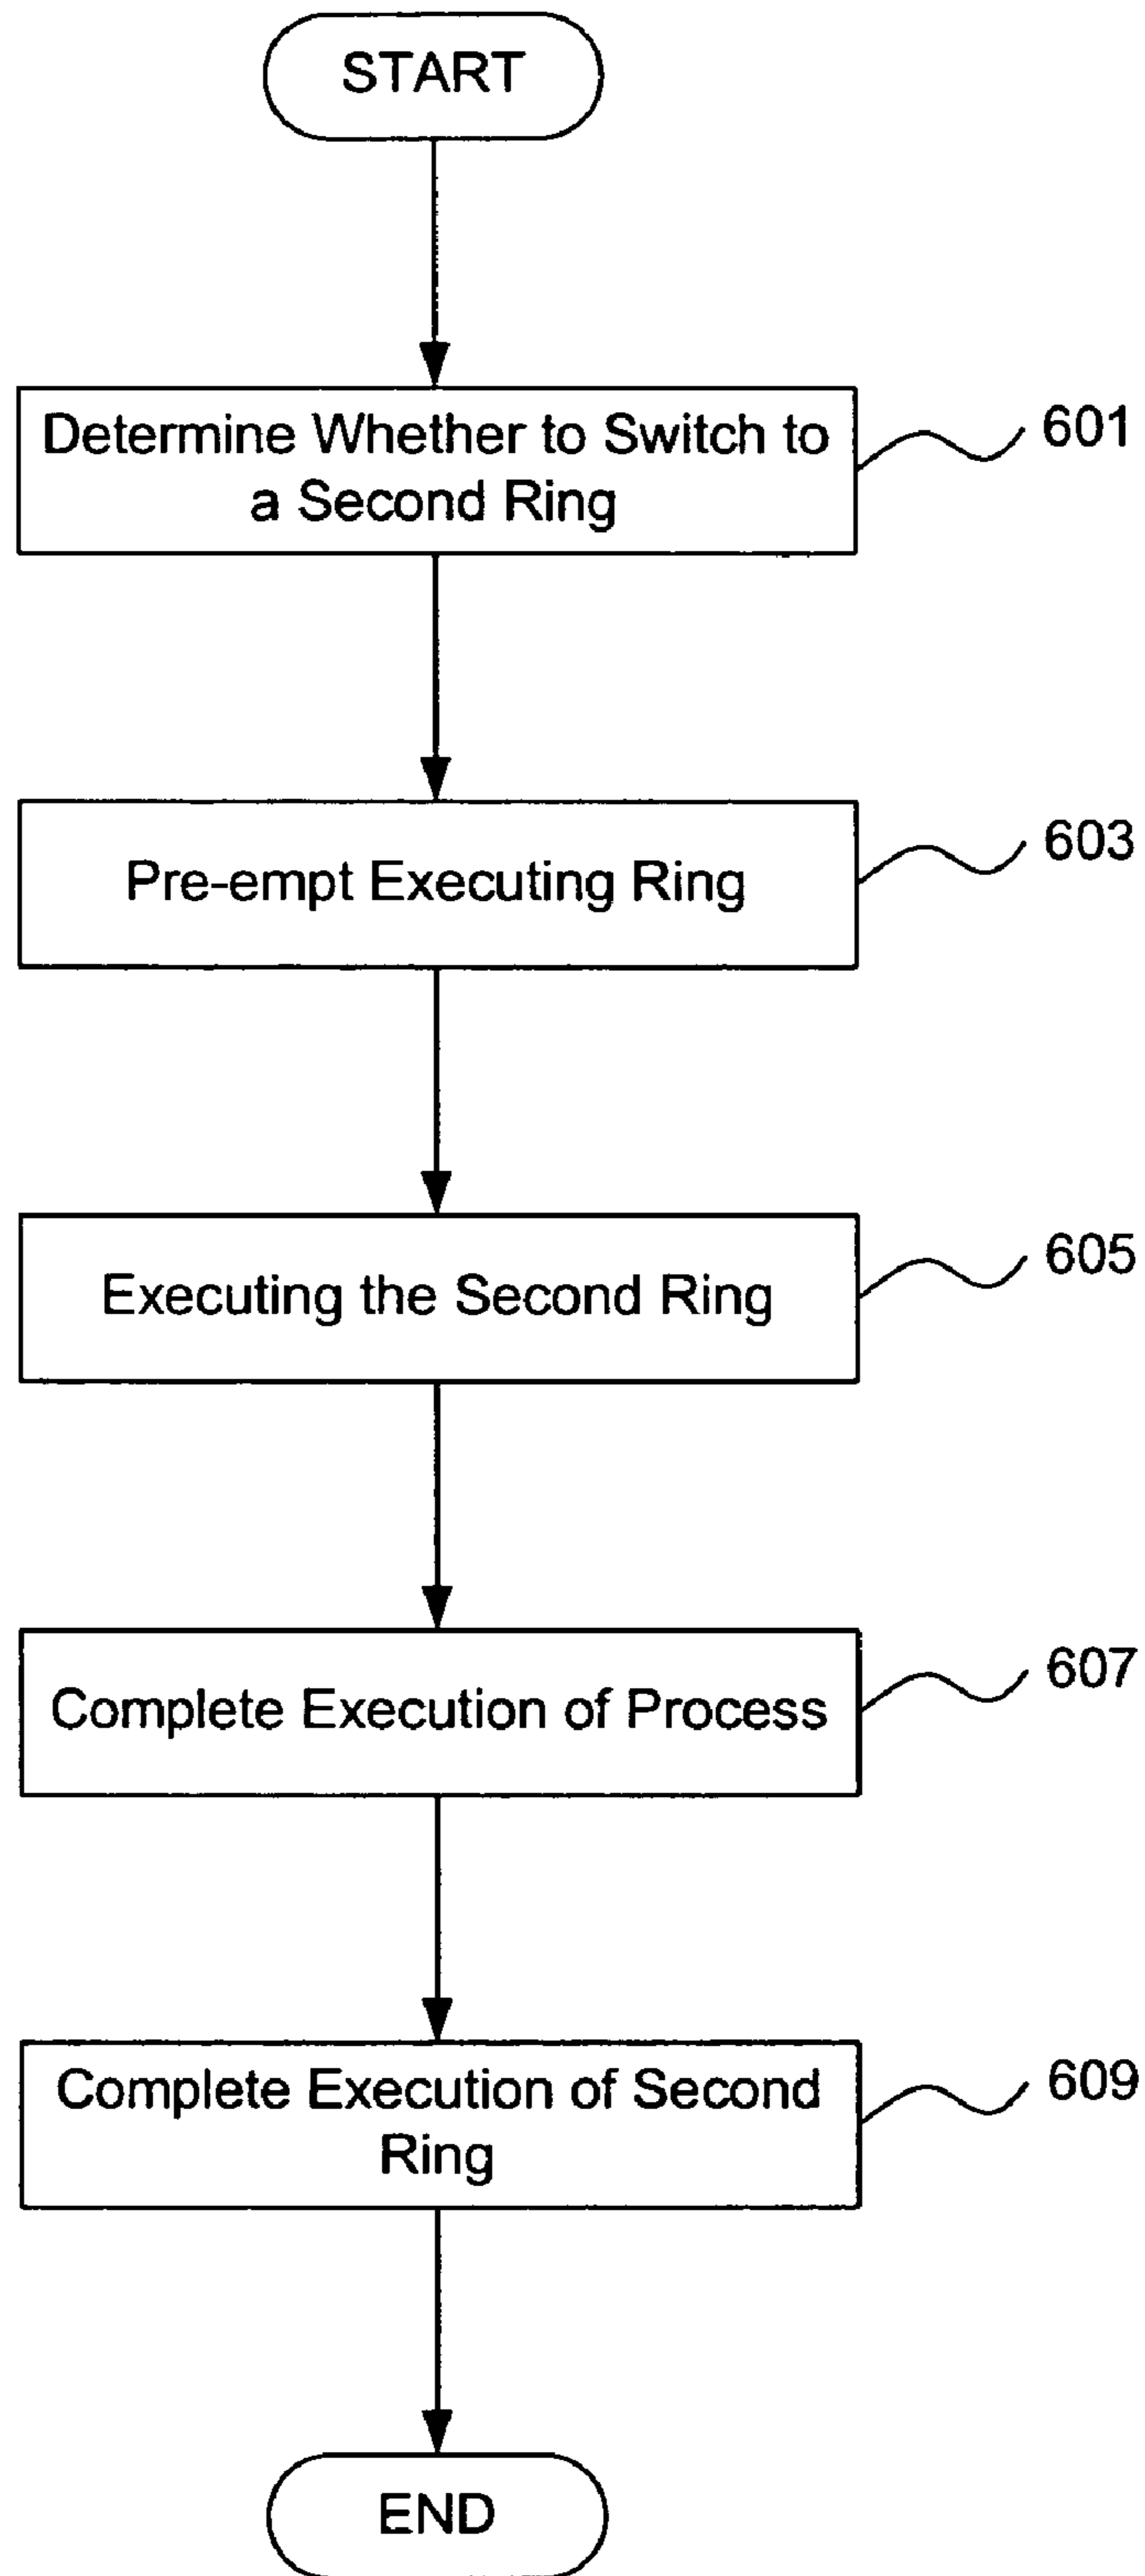 START
Determine Whether to Switch to
a Second Ring
601
Pre-empt Executing Ring
603
Executing the Second Ring
605
Complete Execution of Process
607
Complete Execution of Second
Ring
609
END